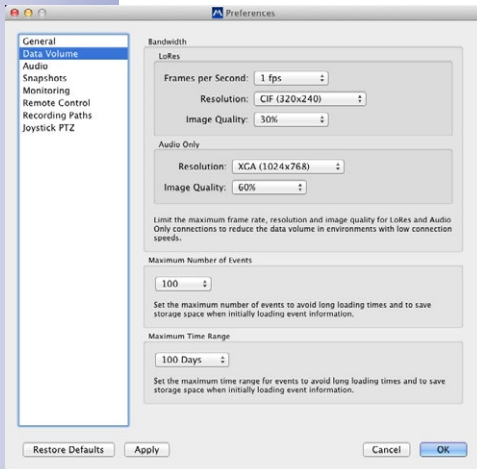 Preferences
General
Data Volume
Audio
Snapshots
Monitoring
Remote Control
Recording Paths
Joystick PTZ
Bandwidth
LoRes
Frames per Second: 1 fps
Resolution: CIF (320x240)
Image Quality: 30%
Audio Only
Resolution: XGA (1024x768)
Image Quality: 60%
Limit the maximum frame rate, resolution and image quality for LoRes and Audio
Only connections to reduce the data volume in environments with low connection
speeds.
Maximum Number of Events
100
Set the maximum number of events to avoid long loading times and to save
storage space when initially loading event information.
Maximum Time Range
100 Days
Set the maximum time range for events to avoid long loading times and to save
storage space when initially loading event information.
Restore Defaults Apply Cancel OK